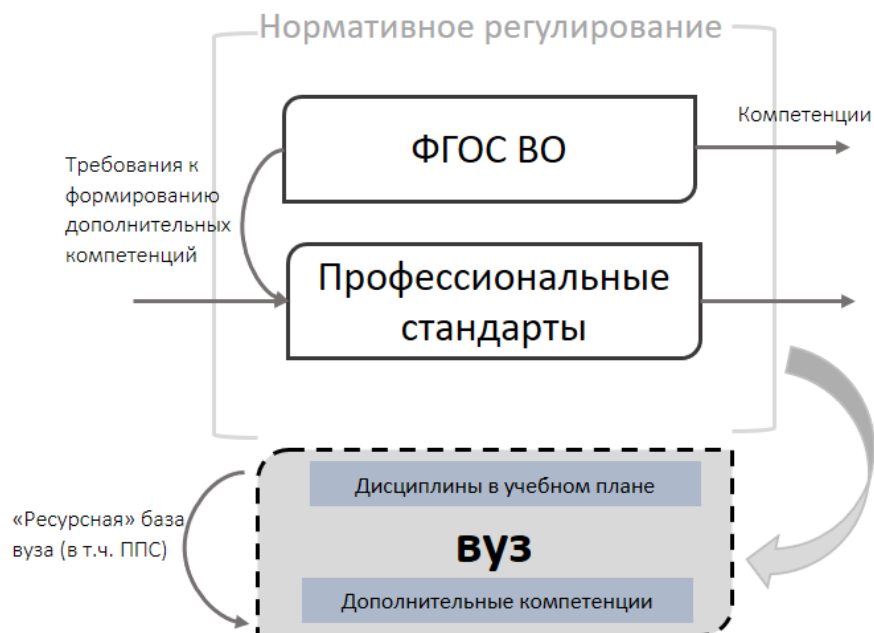 Нормативное регулирование
ФГОС ВО
Компетенции
Требования к
формированию
дополнительных
компетенций
Профессиональные
стандарты
Дисциплины в учебном плане
«Ресурсная» база
вуза (в т.ч. ППС)
вуз
Дополнительные компетенции